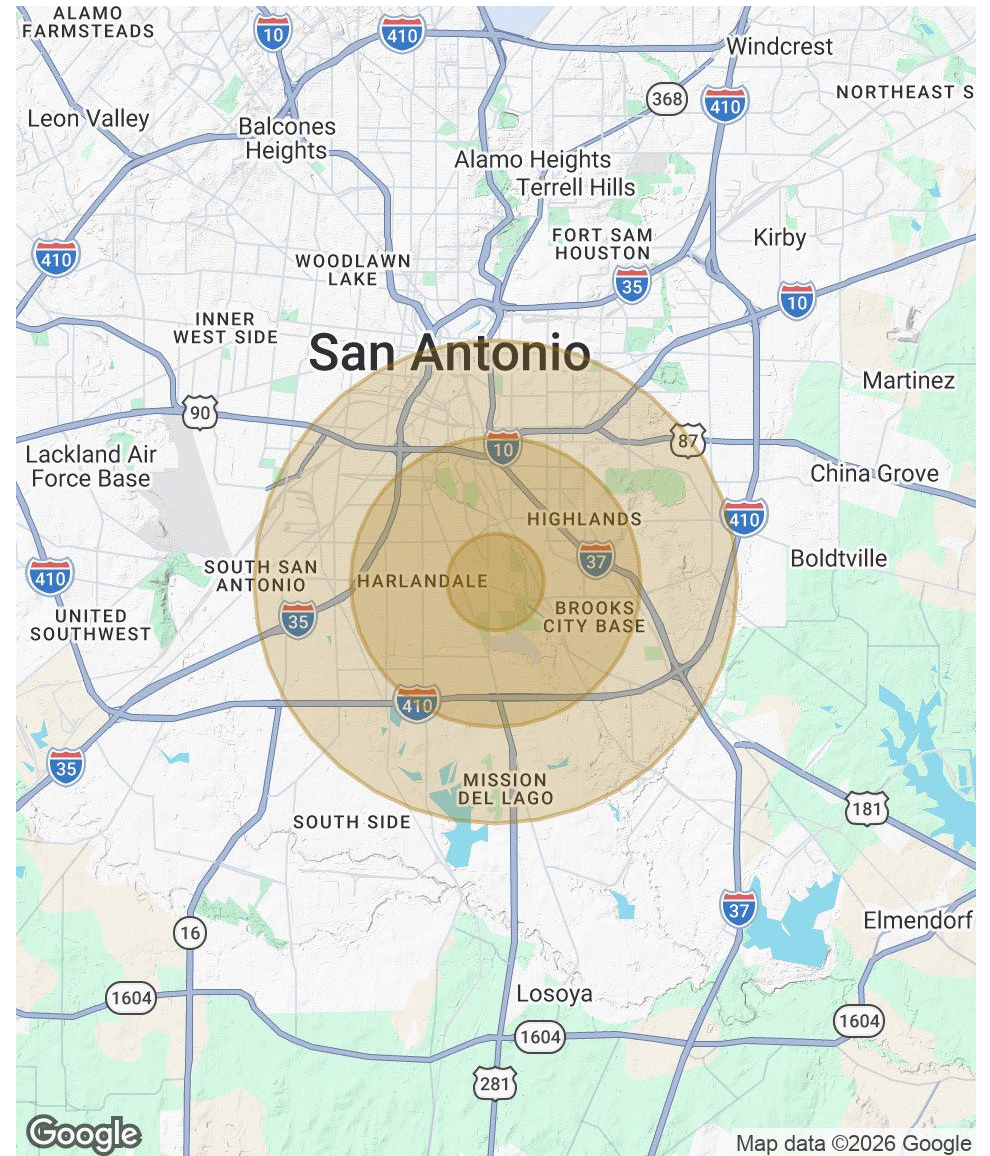 ALAMO
FARMSTEADS
10
410
Windcrest
368
410
NORTHEAST S
Leon Valley
Balcones
Heights
Alamo Heights
Terrell Hills
FORT SAM
HOUSTON
Kirby
410
WOODLAWN
LAKE
35
10
INNER
WEST SIDE
San Antonio
Martinez
90
87
Lackland Air
Force Base
10
China Grove
HIGHLANDS
410
37
Boldtville
410
SOUTH SAN
ANTONIO
HARLANDALE
UNITED
SOUTHWEST
35
BROOKS
CITY BASE
410
35
MISSION
DEL LAGO
181
SOUTH SIDE
37
Elmendorf
16
1604
Losoya
1604
1604
281
Google
Map data ©2026 Google